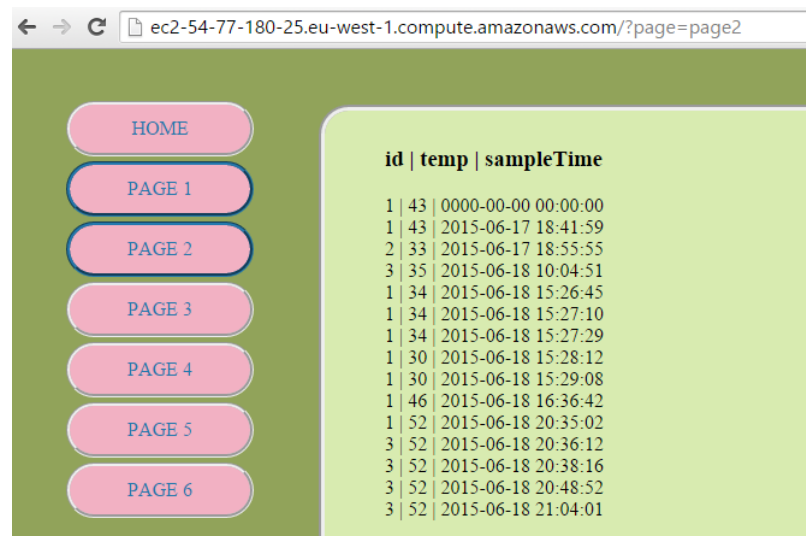 ec2-54-77-180-25.eu-west-1.compute.amazonaws.com/?page=page2
HOME
PAGE 1
PAGE 2
PAGE 3
PAGE 4
PAGE 5
PAGE 6
id | temp | sampleTime
1 | 43 | 0000-00-00 00:00:00
1 | 43 | 2015-06-17 18:41:59
2 | 33 | 2015-06-17 18:55:55
3 | 35 | 2015-06-18 10:04:51
1 | 34 | 2015-06-18 15:26:45
1 | 34 | 2015-06-18 15:27:10
1 | 34 | 2015-06-18 15:27:29
1 | 30 | 2015-06-18 15:28:12
1 | 30 | 2015-06-18 15:29:08
1 | 46 | 2015-06-18 16:36:42
1 | 52 | 2015-06-18 20:35:02
3 | 52 | 2015-06-18 20:36:12
3 | 52 | 2015-06-18 20:38:16
3 | 52 | 2015-06-18 20:48:52
3 | 52 | 2015-06-18 21:04:01